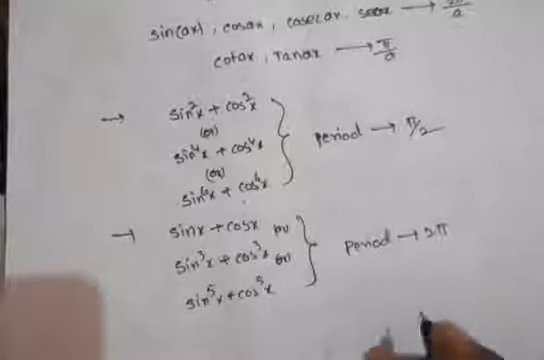 sin(ax), cosax, cosecax, secax → 2π/a
cotax, Tanax → π/a
→ sin²x + cos²x
(or)
sin⁴x + cos⁴x
(or)
sin⁶x + cos⁶x
period → π/2
→ sinx + cosx or
sin³x + cos³x or
sin⁵x + cos⁵x
period → 2π